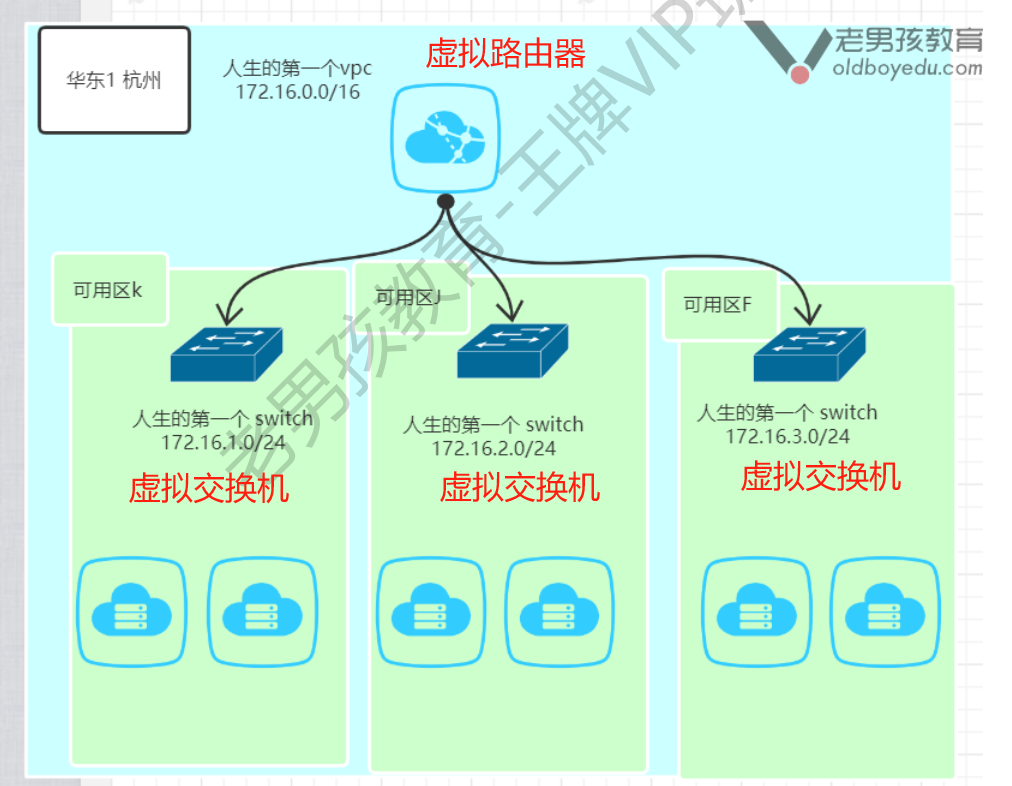 华东1 杭州
人生的第一个vpc
172.16.0.0/16
虚拟路由器
老男孩教育
oldboyedu.com
可用区k
可用区J
可用区F
人生的第一个 switch
172.16.1.0/24
虚拟交换机
人生的第一个 switch
172.16.2.0/24
虚拟交换机
人生的第一个 switch
172.16.3.0/24
虚拟交换机
老男孩教育-王牌VIP